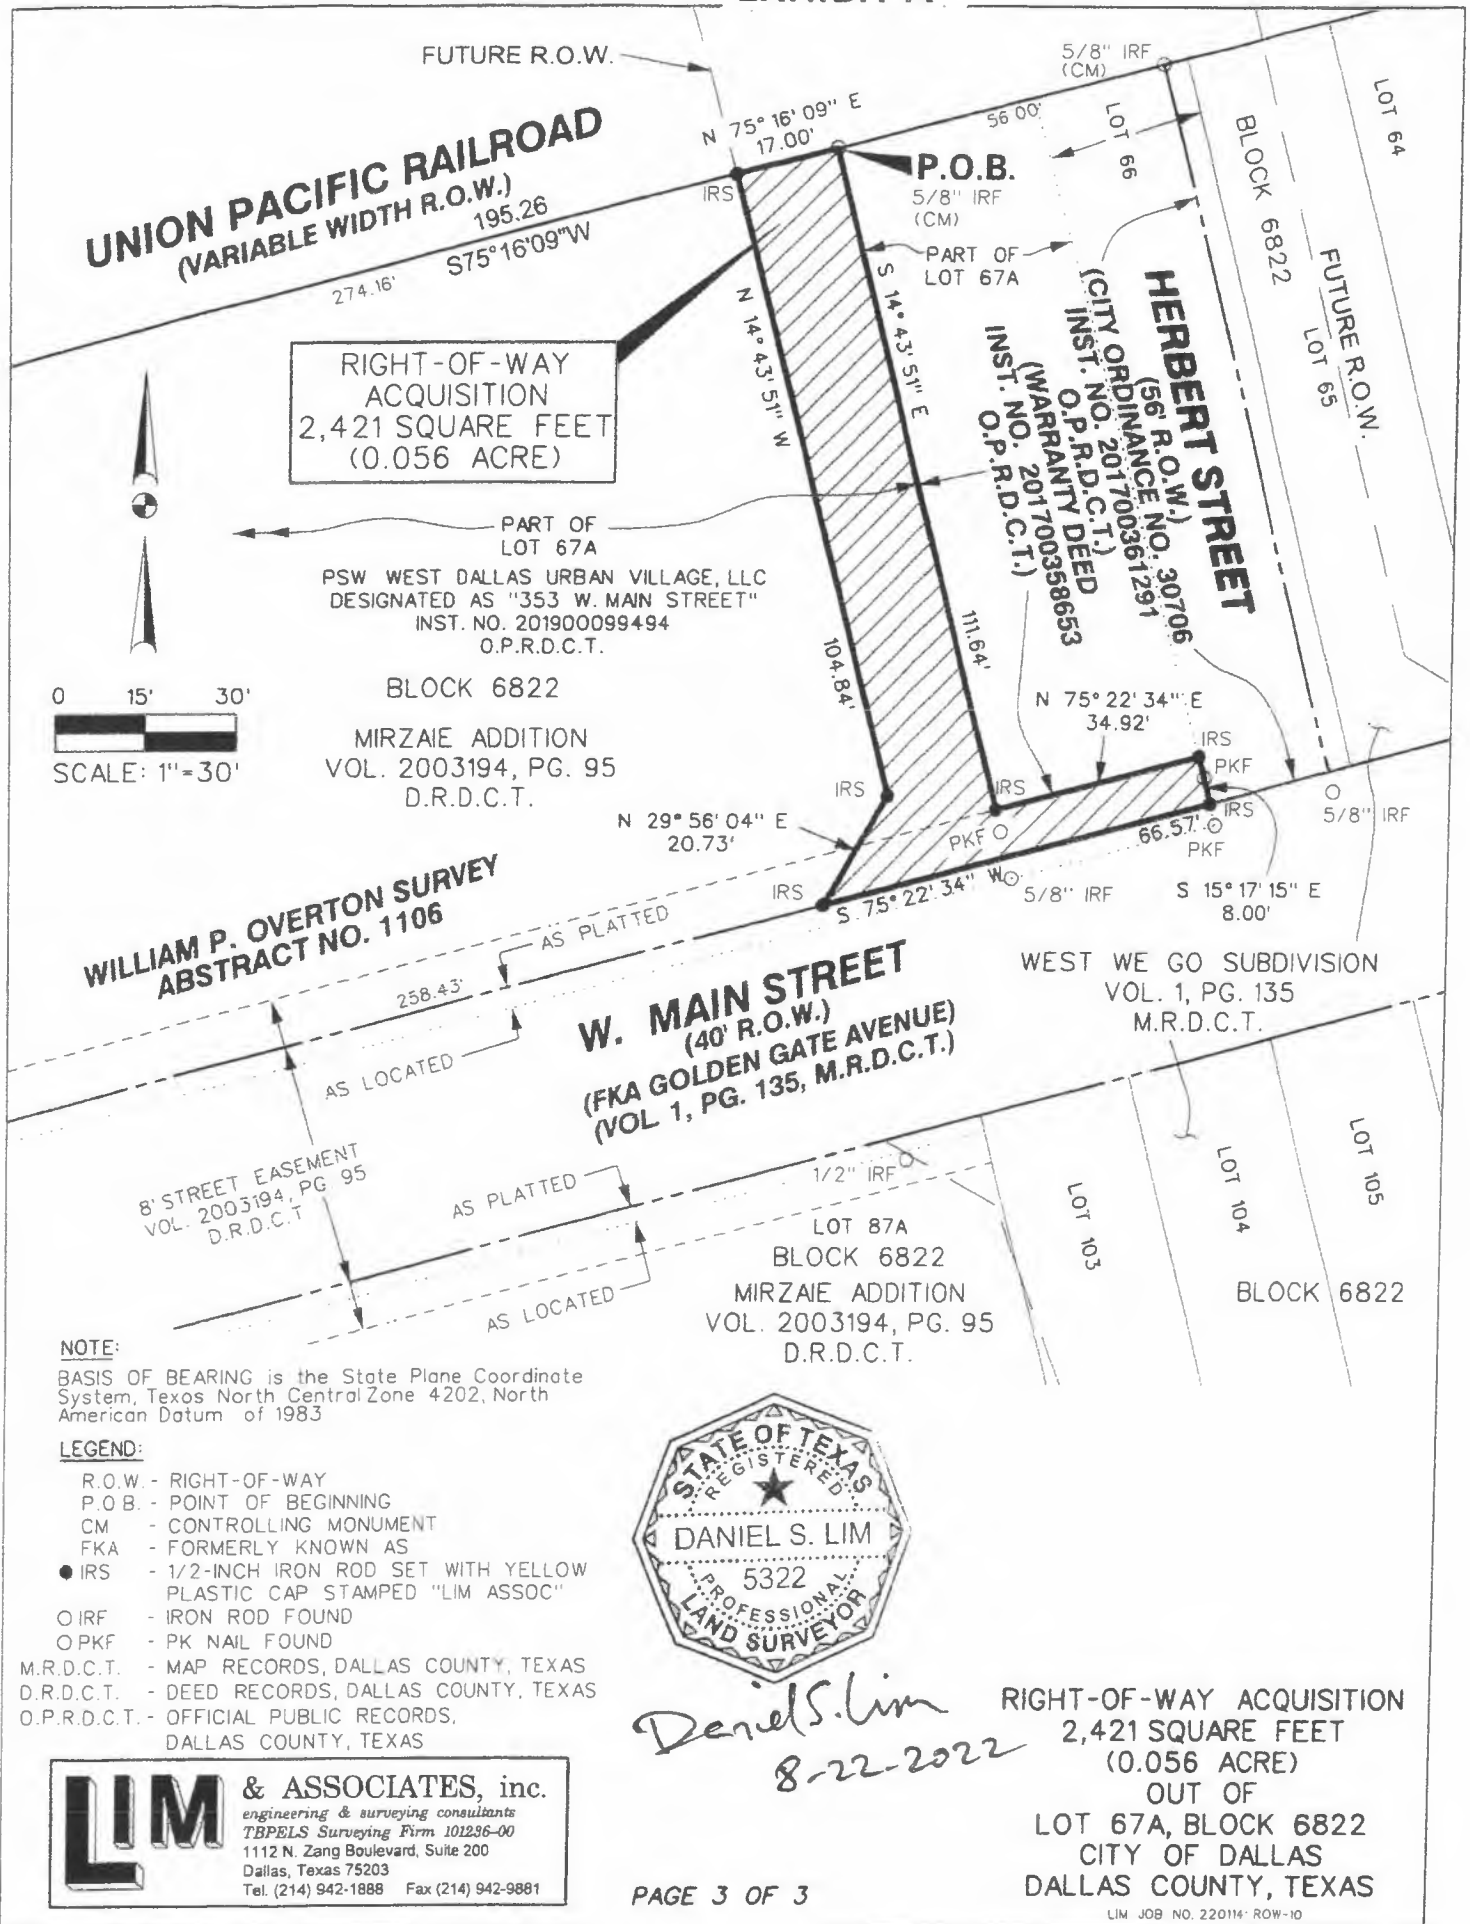 FUTURE R.O.W.
5/8" IRF
(CM)
N 75° 16' 09" E
17.00'
56.00'
LOT 66
BLOCK 6822
LOT 64
UNION PACIFIC RAILROAD
(VARIABLE WIDTH R.O.W.)
195.26
S75°16'09"W
274.16'
IRS
P.O.B.
5/8" IRF
(CM)
PART OF
LOT 67A
FUTURE R.O.W.
LOT 65
N 14° 43' 51" W
104.84'
S 14° 43' 51" E
111.64'
HERBERT STREET
(56' R.O.W.)
(CITY ORDINANCE NO. 30706
INST. NO. 201700361291
O.P.R.D.C.T.)
(WARRANTY DEED
INST. NO. 201700358653
O.P.R.D.C.T.)
RIGHT-OF-WAY
ACQUISITION
2,421 SQUARE FEET
(0.056 ACRE)
PART OF
LOT 67A
PSW WEST DALLAS URBAN VILLAGE, LLC
DESIGNATED AS "353 W. MAIN STREET"
INST. NO. 201900099494
O.P.R.D.C.T.
BLOCK 6822
MIRZAIE ADDITION
VOL. 2003194, PG. 95
D.R.D.C.T.
0 15' 30'
SCALE: 1"=30'
N 75° 22' 34" E
34.92'
IRS
PKF
IRS
IRS
N 29° 56' 04" E
20.73'
PKF
66.57'
IRS
PKF
5/8" IRF
IRS
S 75° 22' 34" W
5/8" IRF
S 15° 17' 15" E
8.00'
WILLIAM P. OVERTON SURVEY
ABSTRACT NO. 1106
AS PLATTED
258.43'
AS LOCATED
W. MAIN STREET
(40' R.O.W.)
(FKA GOLDEN GATE AVENUE)
(VOL. 1, PG. 135, M.R.D.C.T.)
WEST WE GO SUBDIVISION
VOL. 1, PG. 135
M.R.D.C.T.
8' STREET EASEMENT
VOL. 2003194, PG 95
D.R.D.C.T
AS PLATTED
AS LOCATED
1/2" IRF
LOT 87A
BLOCK 6822
MIRZAIE ADDITION
VOL. 2003194, PG. 95
D.R.D.C.T.
LOT 103
LOT 104
LOT 105
BLOCK 6822
NOTE:
BASIS OF BEARING is the State Plane Coordinate
System, Texas North Central Zone 4202, North
American Datum of 1983
LEGEND:
R.O.W. - RIGHT-OF-WAY
P.O.B. - POINT OF BEGINNING
CM - CONTROLLING MONUMENT
FKA - FORMERLY KNOWN AS
IRS - 1/2-INCH IRON ROD SET WITH YELLOW
PLASTIC CAP STAMPED "LIM ASSOC"
IRF - IRON ROD FOUND
PKF - PK NAIL FOUND
M.R.D.C.T. - MAP RECORDS, DALLAS COUNTY, TEXAS
D.R.D.C.T. - DEED RECORDS, DALLAS COUNTY, TEXAS
O.P.R.D.C.T. - OFFICIAL PUBLIC RECORDS,
DALLAS COUNTY, TEXAS
STATE OF TEXAS
REGISTERED
DANIEL S. LIM
5322
PROFESSIONAL
LAND SURVEYOR
Daniel S. Lim
8-22-2022
LIM & ASSOCIATES, inc.
engineering & surveying consultants
TBPELS Surveying Firm 101236-00
1112 N. Zang Boulevard, Suite 200
Dallas, Texas 75203
Tel. (214) 942-1888 Fax (214) 942-9881
PAGE 3 OF 3
RIGHT-OF-WAY ACQUISITION
2,421 SQUARE FEET
(0.056 ACRE)
OUT OF
LOT 67A, BLOCK 6822
CITY OF DALLAS
DALLAS COUNTY, TEXAS
LIM JOB NO. 220114 ROW-10